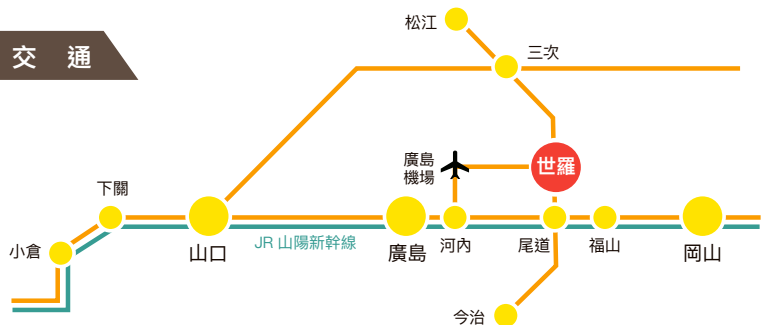 交通
松江
三次
廣島
機場
世羅
下關
小倉
山口
JR 山陽新幹線
廣島
河內
尾道
福山
岡山
今治